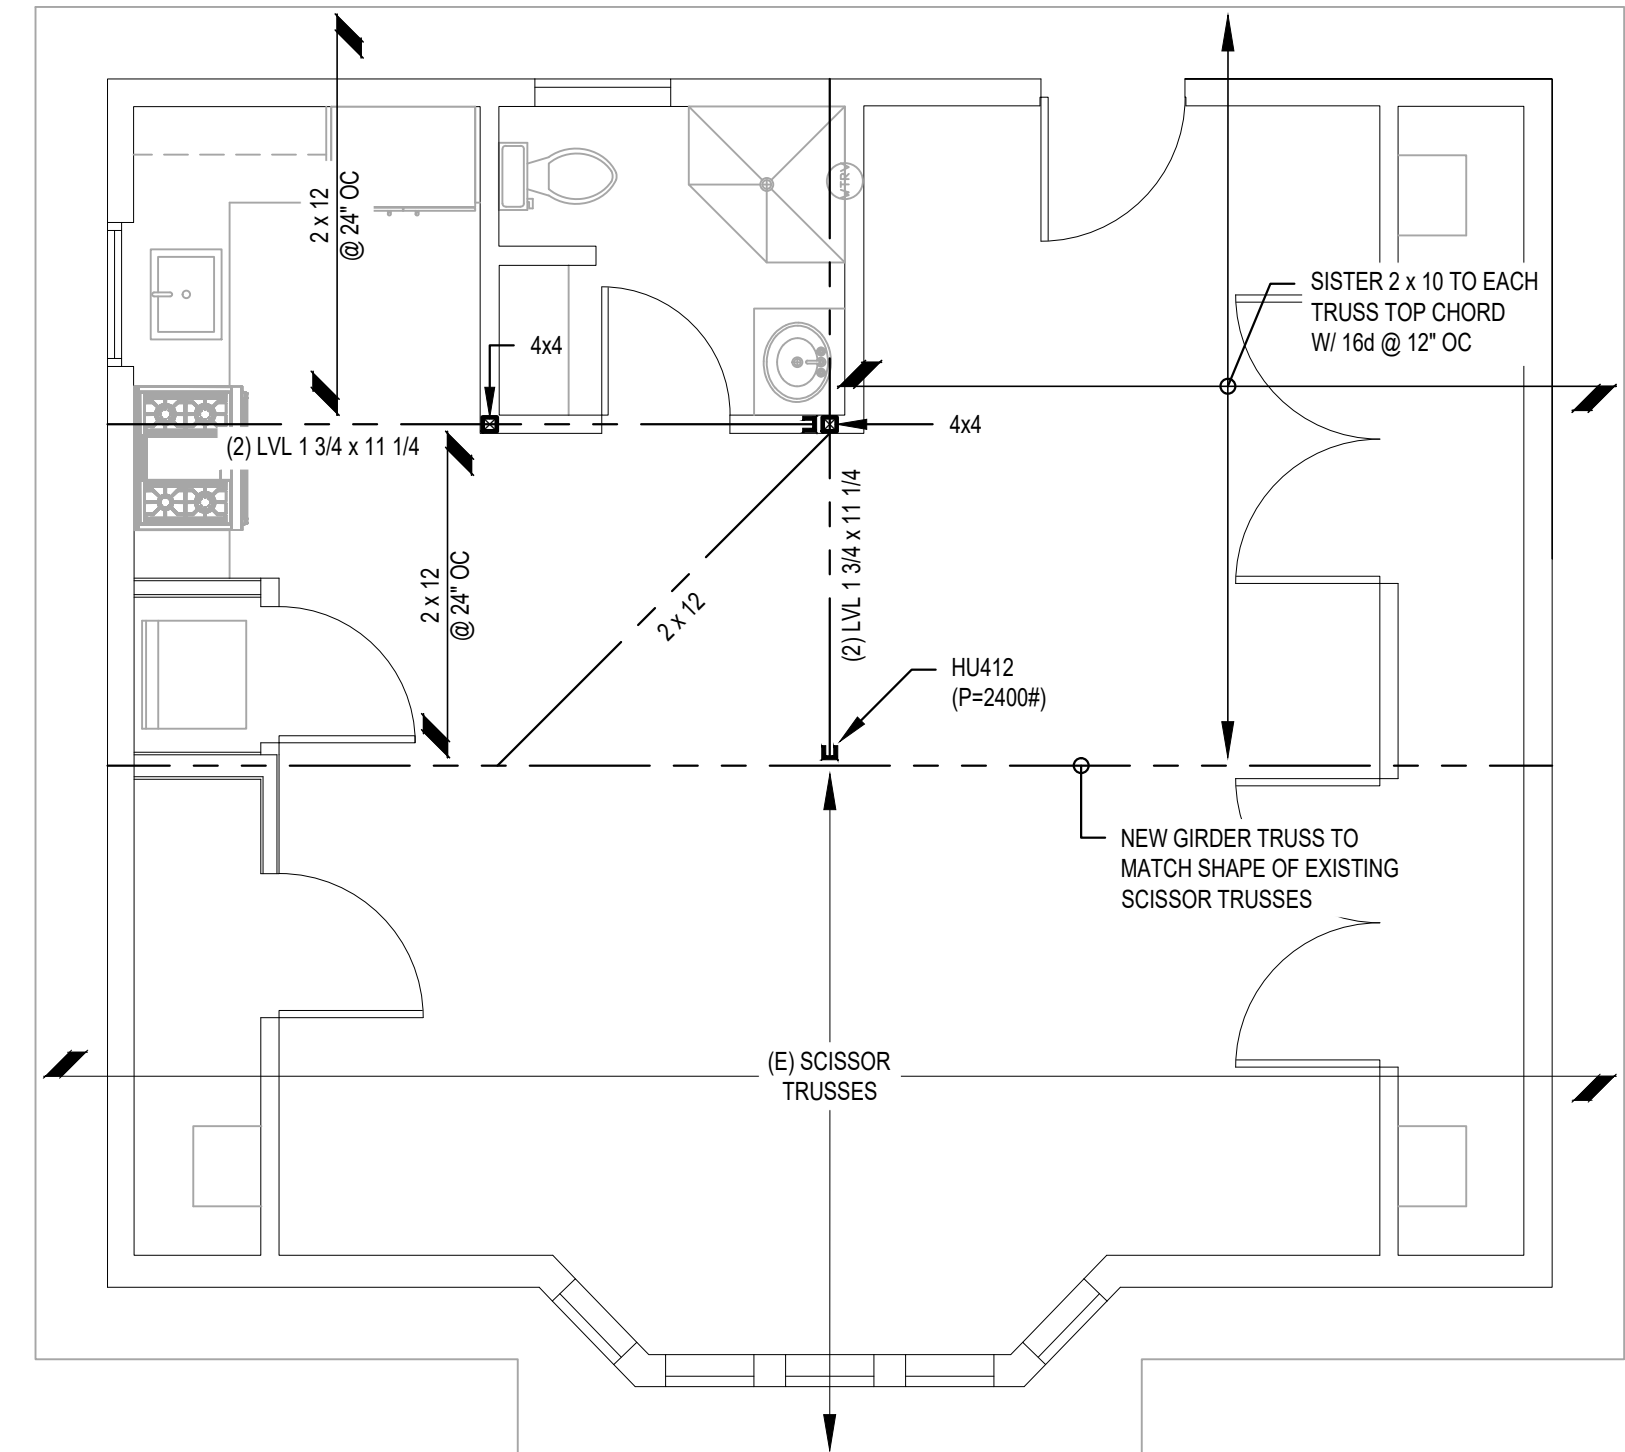 2 x 12
@ 24" OC
WTRV
SISTER 2 x 10 TO EACH
TRUSS TOP CHORD
W/ 16d @ 12" OC
4x4
4x4
(2) LVL 1 3/4 x 11 1/4
(2) LVL 1 3/4 x 11 1/4
2 x 12
@ 24" OC
2 x 12
HU412
(P=2400#)
NEW GIRDER TRUSS TO
MATCH SHAPE OF EXISTING
SCISSOR TRUSSES
(E) SCISSOR
TRUSSES